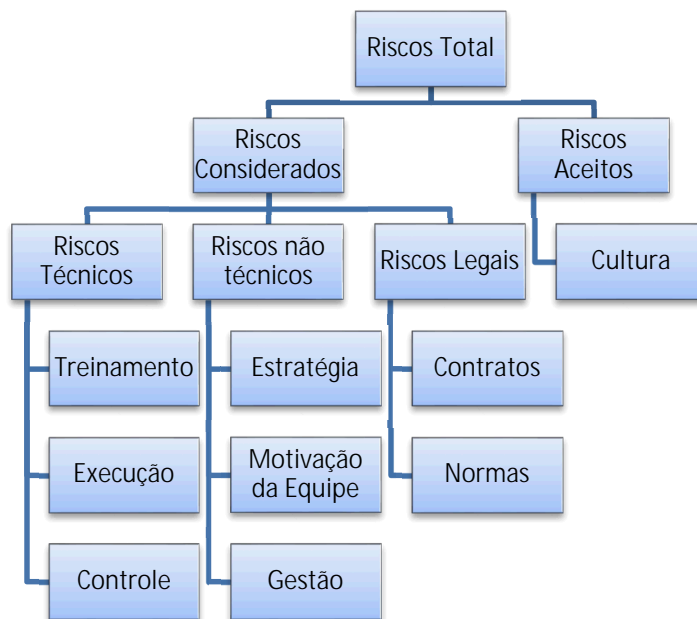 Riscos Total
Riscos
Considerados
Riscos
Aceitos
Riscos
Técnicos
Riscos não
técnicos
Riscos Legais
Cultura
Treinamento
Estratégia
Contratos
Execução
Motivação
da Equipe
Normas
Controle
Gestão